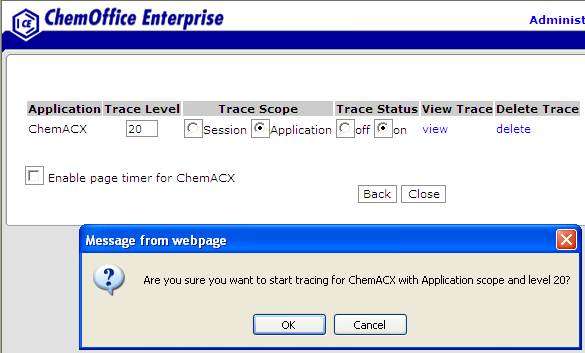 ICE ChemOffice Enterprise
Administ
Application Trace Level Trace Scope Trace Status View Trace Delete Trace
ChemACX 20 Session Application off on view delete
Enable page timer for ChemACX
Back Close
Message from webpage
Are you sure you want to start tracing for ChemACX with Application scope and level 20?
OK Cancel